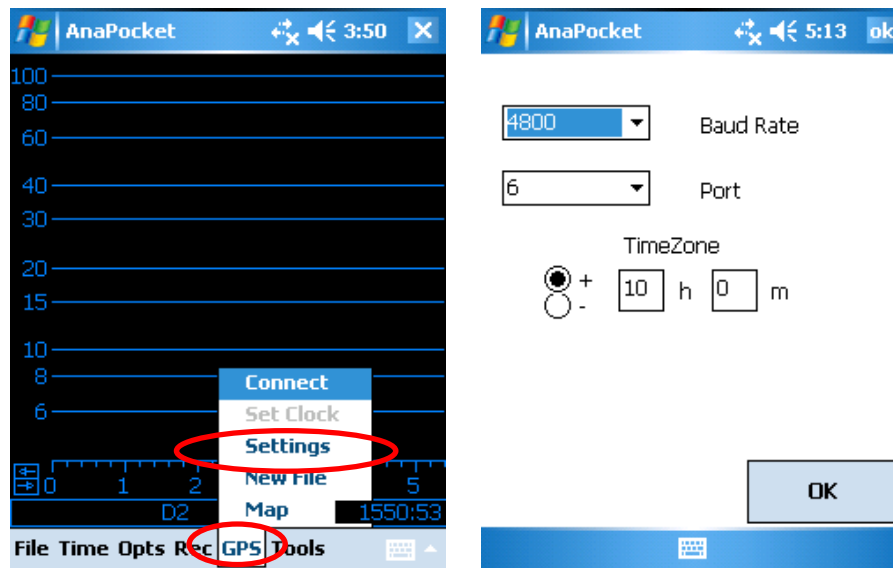 AnaPocket 3:50
100
80
60
40
30
20
15
10
8
6
Connect
Set Clock
Settings
New File
Map
0 1 2 5
D2 1550:53
File Time Opts Rec GPS Tools
AnaPocket 5:13 ok
4800 Baud Rate
6 Port
TimeZone
+ 10 h 0 m
-
OK